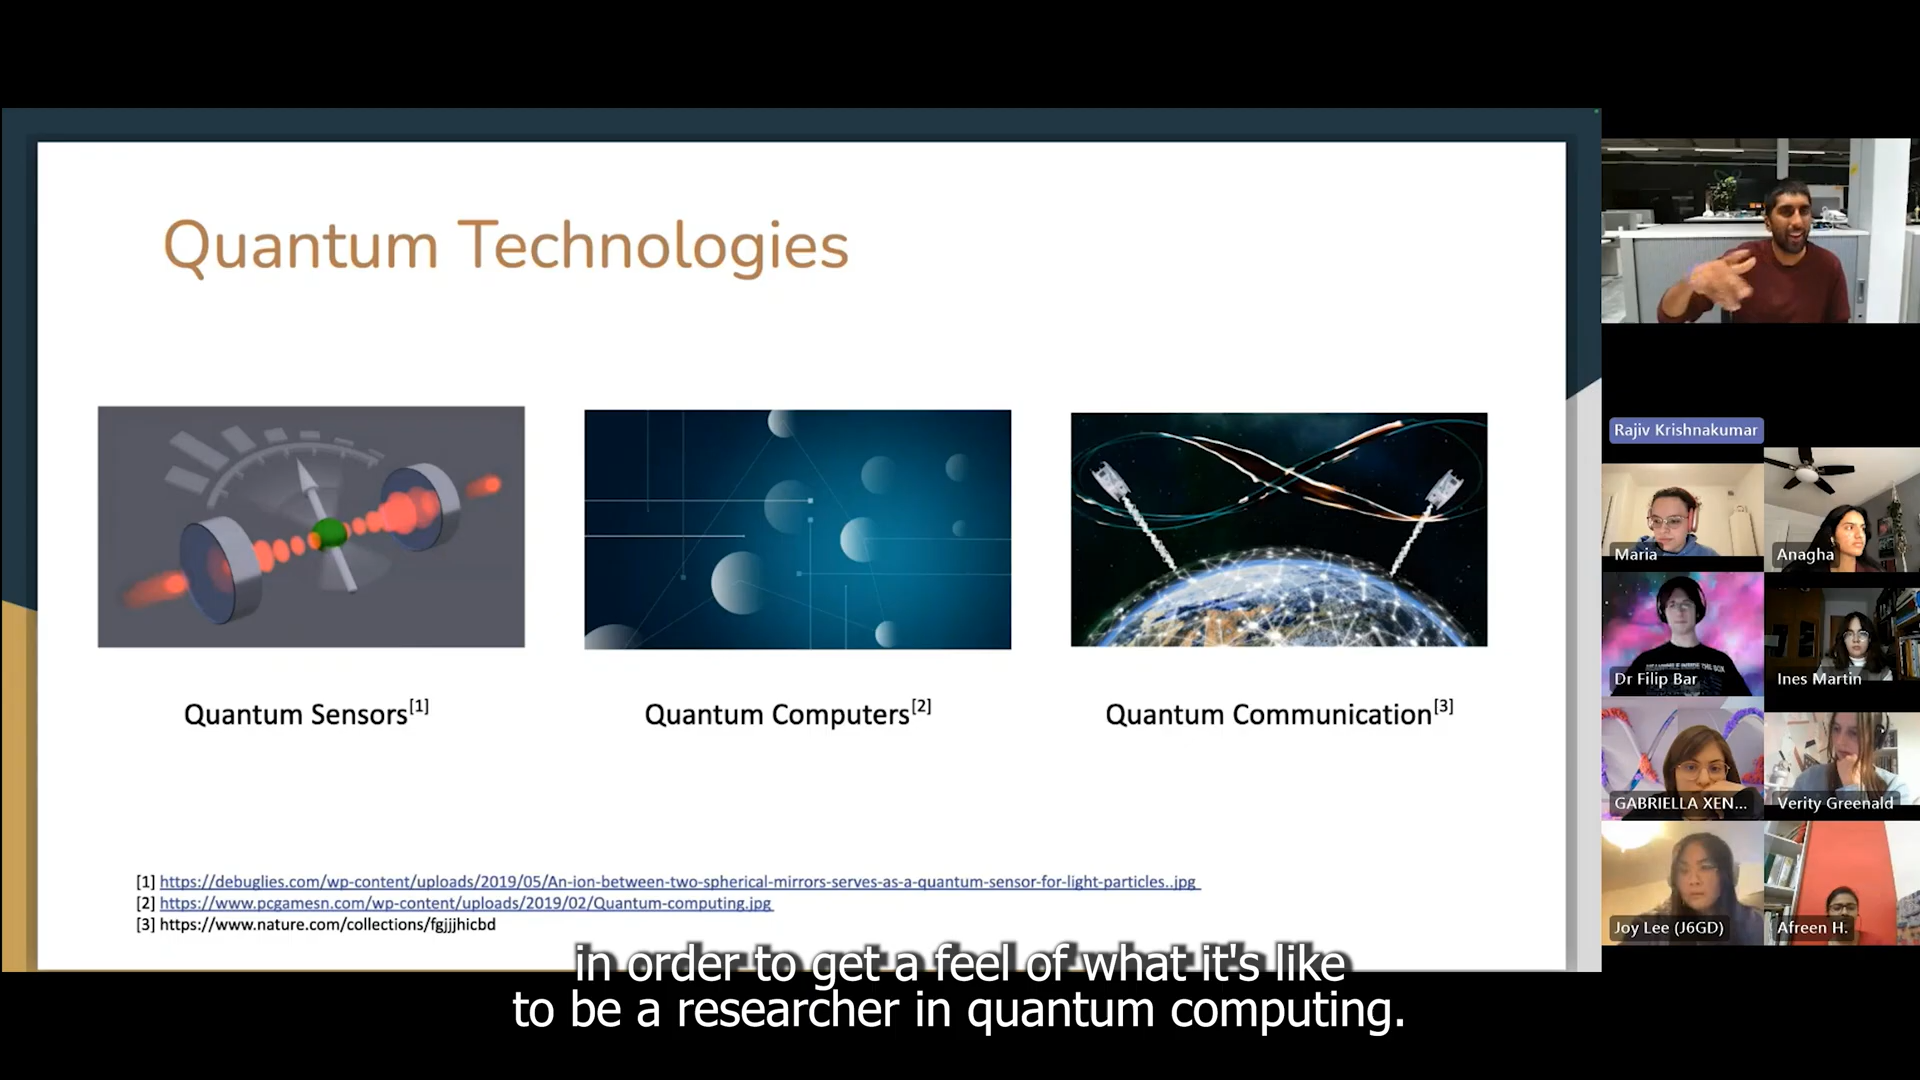 Quantum Technologies
Quantum Sensors[1]
Quantum Computers[2]
Quantum Communication[3]
[1] https://debuglies.com/wp-content/uploads/2019/05/An-ion-between-two-spherical-mirrors-serves-as-a-quantum-sensor-for-light-particles..jpg
[2] https://www.pcgamesn.com/wp-content/uploads/2019/02/Quantum-computing.jpg
[3] https://www.nature.com/collections/fgjjjhicbd
Rajiv Krishnakumar
Maria
Anagha
Dr Filip Bar
Ines Martin
GABRIELLA XEN...
Verity Greenald
Joy Lee (J6GD)
Afreen H.
in order to get a feel of what it's like
to be a researcher in quantum computing.